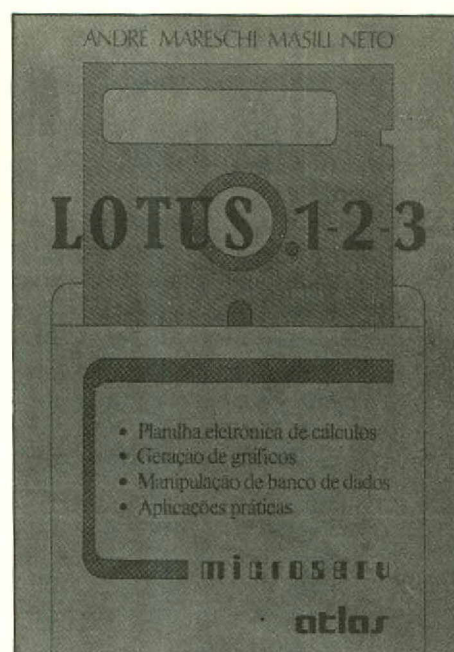 ANDRÉ MARESCHI MASILI NETO
LOTUS 1-2-3
• Planilha eletrônica de cálculos
• Geração de gráficos
• Manipulação de banco de dados
• Aplicações práticas
microserv
atlas